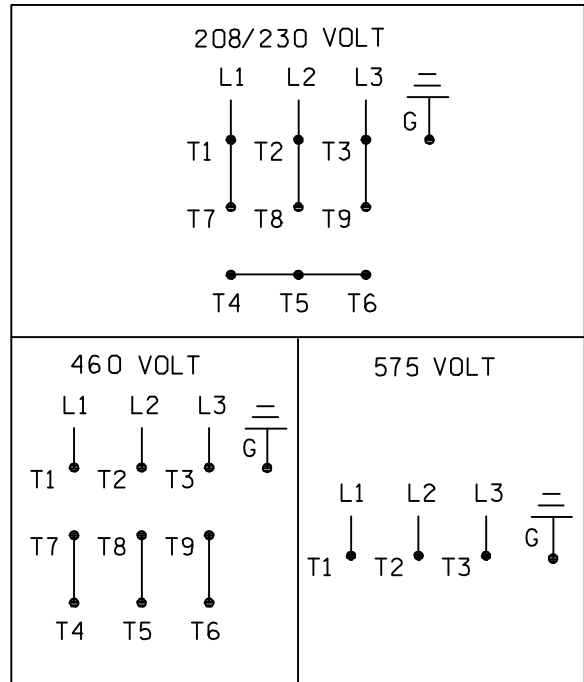 208/230 VOLT
L1 L2 L3
G
T1 T2 T3
T7 T8 T9
T4 T5 T6
460 VOLT
L1 L2 L3
G
T1 T2 T3
T7 T8 T9
T4 T5 T6
575 VOLT
L1 L2 L3
G
T1 T2 T3